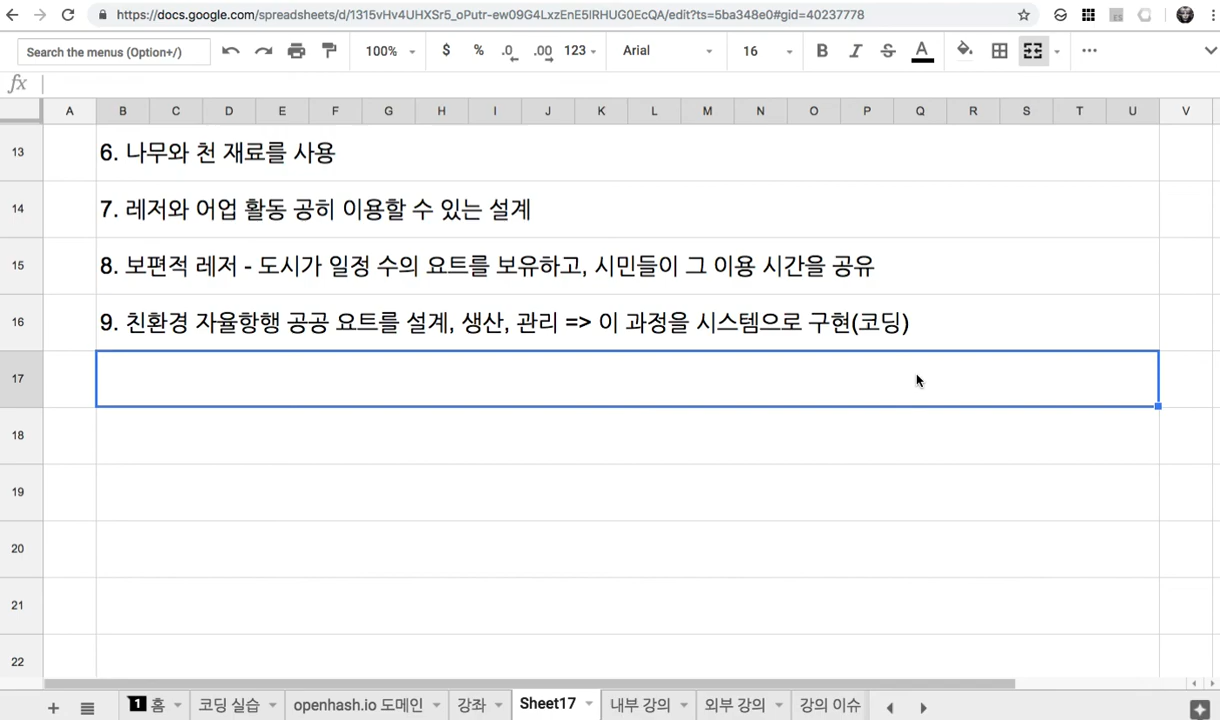 https://docs.google.com/spreadsheets/d/1315vHv4UHXSr5_oPutr-ew09G4LxzEnE5IRHUG0EcQA/edit?ts=5ba348e0#gid=40237778
Search the menus (Option+/) 100% $ % .0 .00 123 Arial 16 B I S A
fx
A B C D E F G H I J K L M N O P Q R S T U V
13 6. 나무와 천 재료를 사용
14 7. 레저와 어업 활동 공히 이용할 수 있는 설계
15 8. 보편적 레저 - 도시가 일정 수의 요트를 보유하고, 시민들이 그 이용 시간을 공유
16 9. 친환경 자율항행 공공 요트를 설계, 생산, 관리 => 이 과정을 시스템으로 구현(코딩)
17
18
19
20
21
22
1 홈 코딩 실습 openhash.io 도메인 강좌 Sheet17 내부 강의 외부 강의 강의 이슈